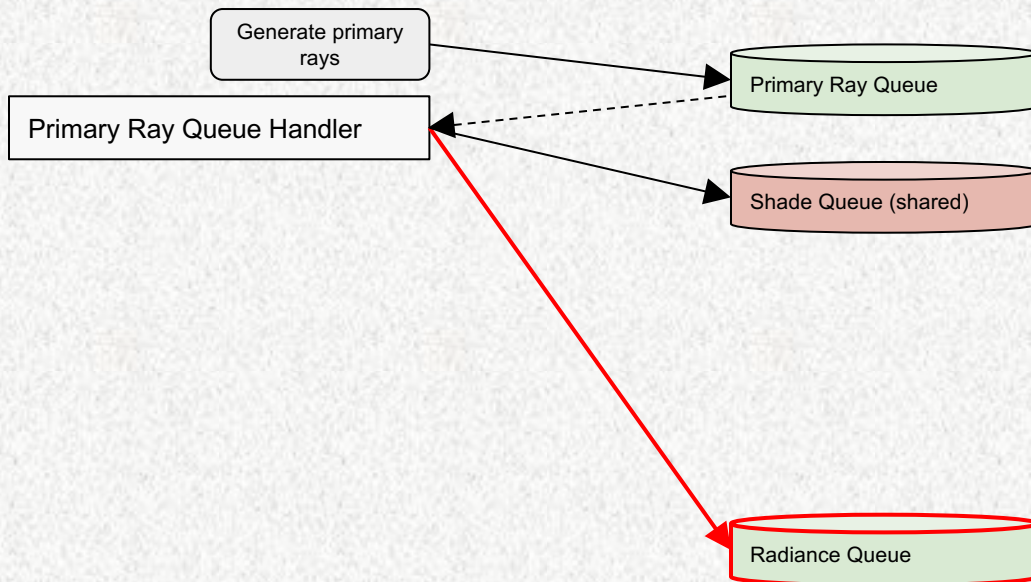 Generate primary
rays
Primary Ray Queue
Primary Ray Queue Handler
Shade Queue (shared)
Radiance Queue